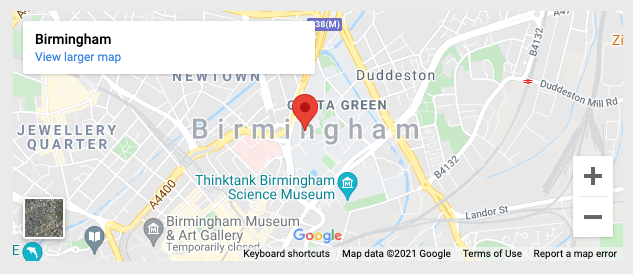 A38(M)
Birmingham
View larger map
NEWTOWN
Duddeston
B4132
Duddeston Mill Rd
JEWELLERY
QUARTER
Birmingham
B4132
A4400
Thinktank Birmingham
Science Museum
Landor St
Birmingham Museum
& Art Gallery
Temporarily closed
Google
+
−
Keyboard shortcuts
Map data ©2021 Google
Terms of Use
Report a map error